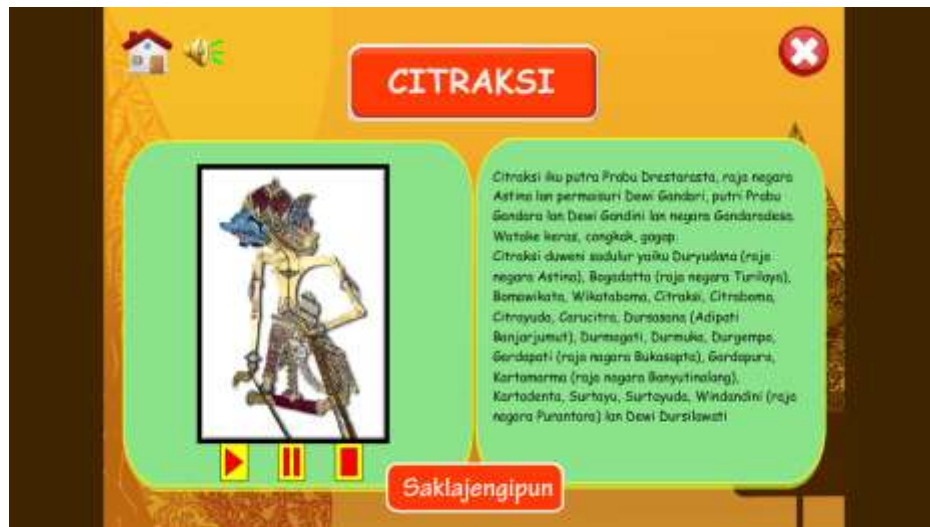 CITRAKSI
Citraksi iku putra Prabu Drestarasta, raja negara
Astina lan permaisuri Dewi Gandari, putri Prabu
Gandara lan Dewi Gandini lan negara Gandaradesa.
Watake keras, congkak, gagap.
Citraksi duweni sadulur yaiku Duryudana (raja
negara Astina), Bogadatta (raja negara Turilaya),
Bomawikata, Wikataboma, Citraksi, Citraboma,
Citrayuda, Carucitra, Dursasana (Adipati
Banjarjumut), Durmagati, Durmuka, Durgempo,
Gardapati (raja nagara Bukasapta), Gardapura,
Kartamarma (raja nagara Banyutinalang),
Kartadenta, Surtayu, Surtayuda, Windandini (raja
nagara Purantara) lan Dewi Dursilawati
Saklajengipun